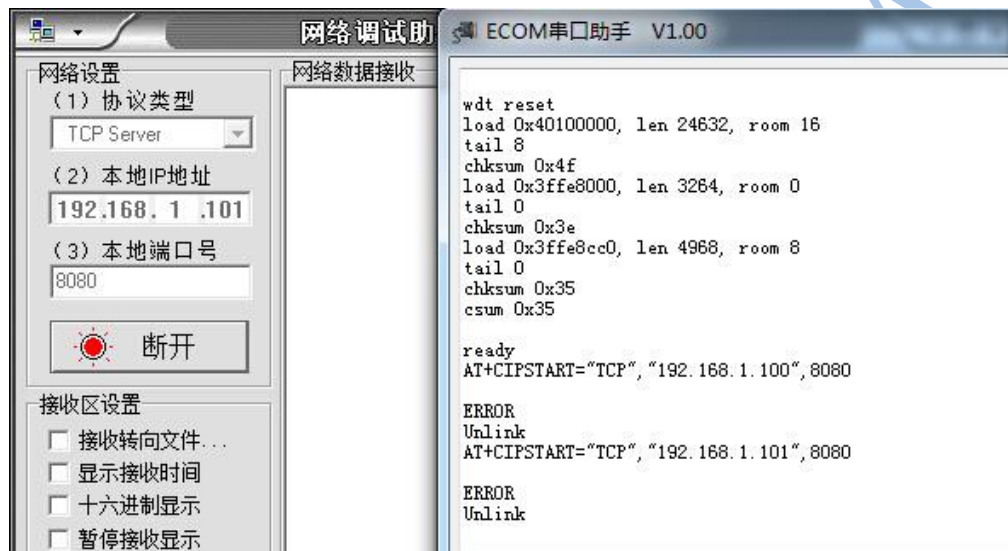 网络调试助
网络设置
(1) 协议类型
TCP Server
(2) 本地IP地址
192.168. 1 .101
(3) 本地端口号
8080
断开
接收区设置
接收转向文件...
显示接收时间
十六进制显示
暂停接收显示
网络数据接收
ECOM串口助手 V1.00
wdt reset
load 0x40100000, len 24632, room 16
tail 8
chksum 0x4f
load 0x3ffe8000, len 3264, room 0
tail 0
chksum 0x3e
load 0x3ffe8cc0, len 4968, room 8
tail 0
chksum 0x35
csum 0x35
ready
AT+CIPSTART="TCP","192.168.1.100",8080
ERROR
Unlink
AT+CIPSTART="TCP","192.168.1.101",8080
ERROR
Unlink